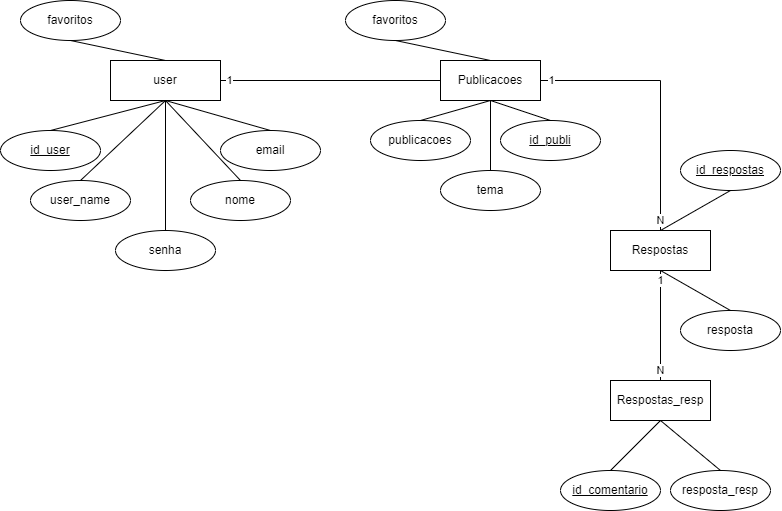 favoritos
favoritos
user
1
Publicacoes
1
id_user
email
publicacoes
id_publi
user_name
nome
tema
id_respostas
senha
N
Respostas
1
resposta
N
Respostas_resp
id_comentario
resposta_resp